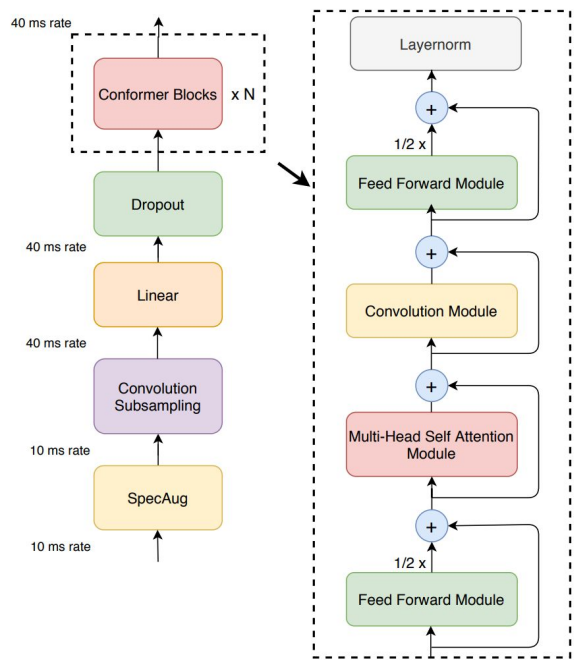 40 ms rate
Conformer Blocks
x N
Dropout
40 ms rate
Linear
40 ms rate
Convolution
Subsampling
10 ms rate
SpecAug
10 ms rate
Layernorm
+
1/2 x
Feed Forward Module
+
Convolution Module
+
Multi-Head Self Attention
Module
+
1/2 x
Feed Forward Module